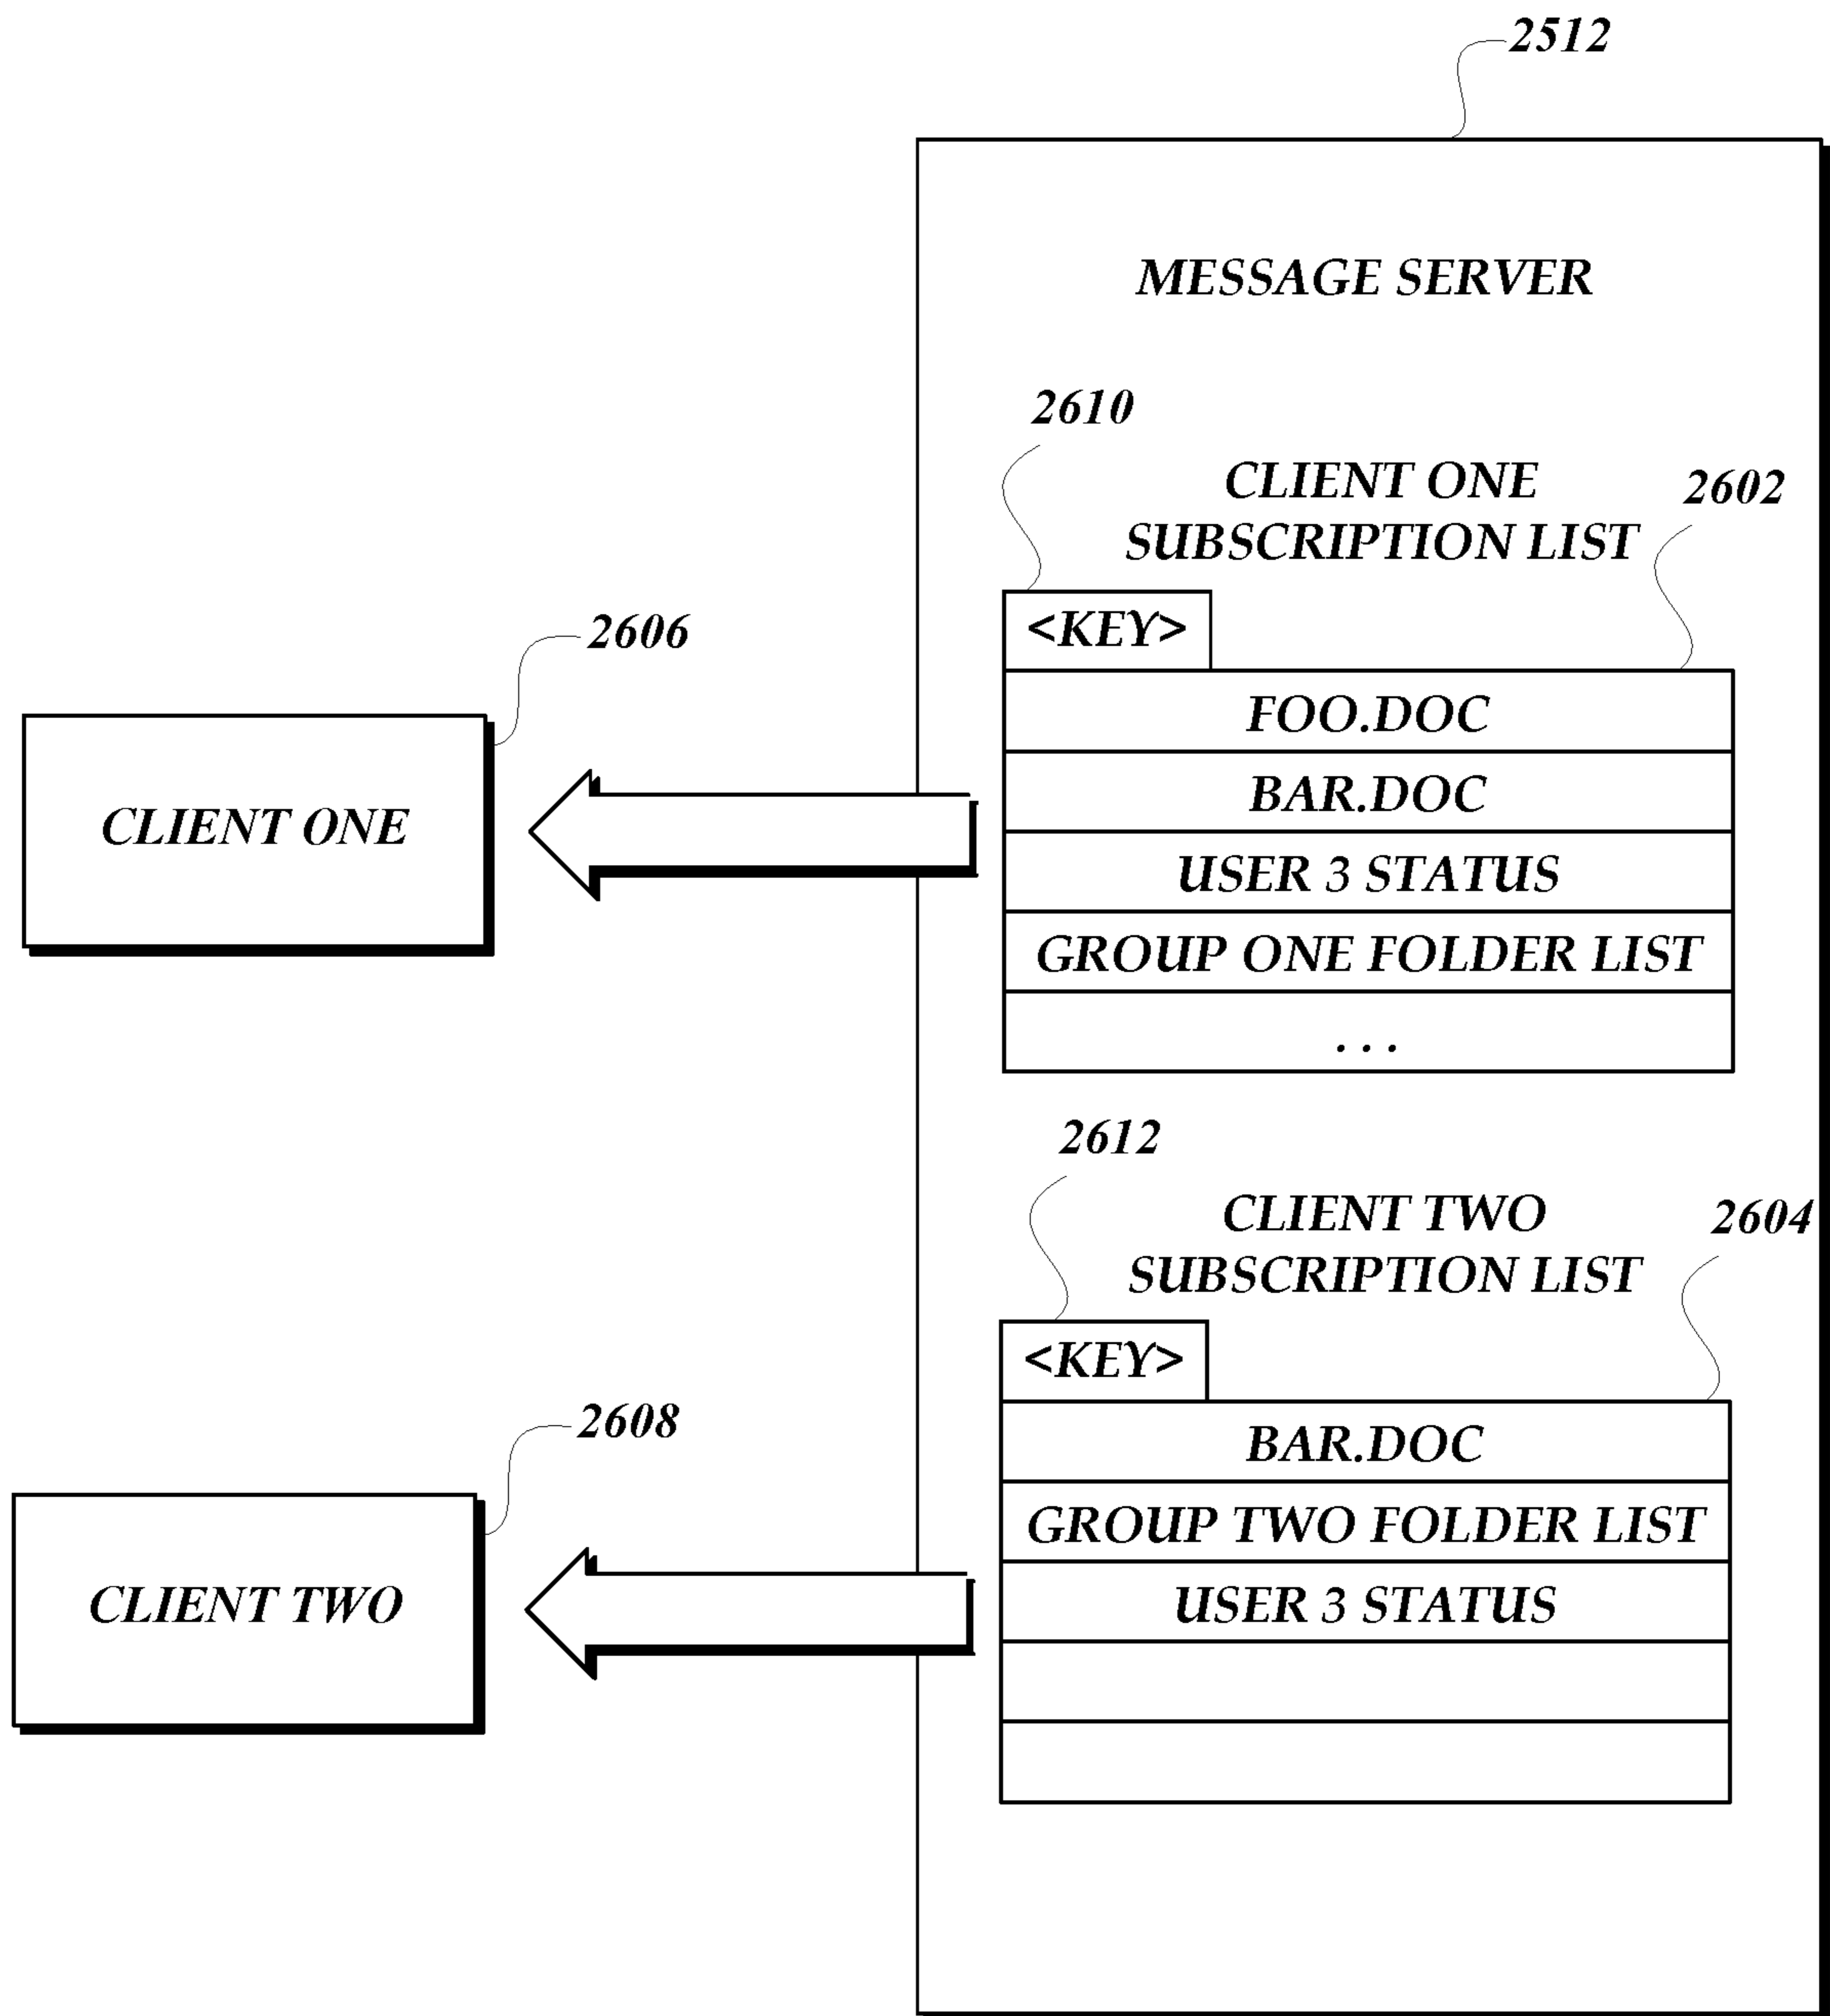 2512
MESSAGE SERVER
2610
CLIENT ONE
SUBSCRIPTION LIST
2602
<KEY>
2606
FOO.DOC
BAR.DOC
CLIENT ONE
USER 3 STATUS
GROUP ONE FOLDER LIST
...
2612
CLIENT TWO
SUBSCRIPTION LIST
2604
<KEY>
2608
BAR.DOC
GROUP TWO FOLDER LIST
CLIENT TWO
USER 3 STATUS